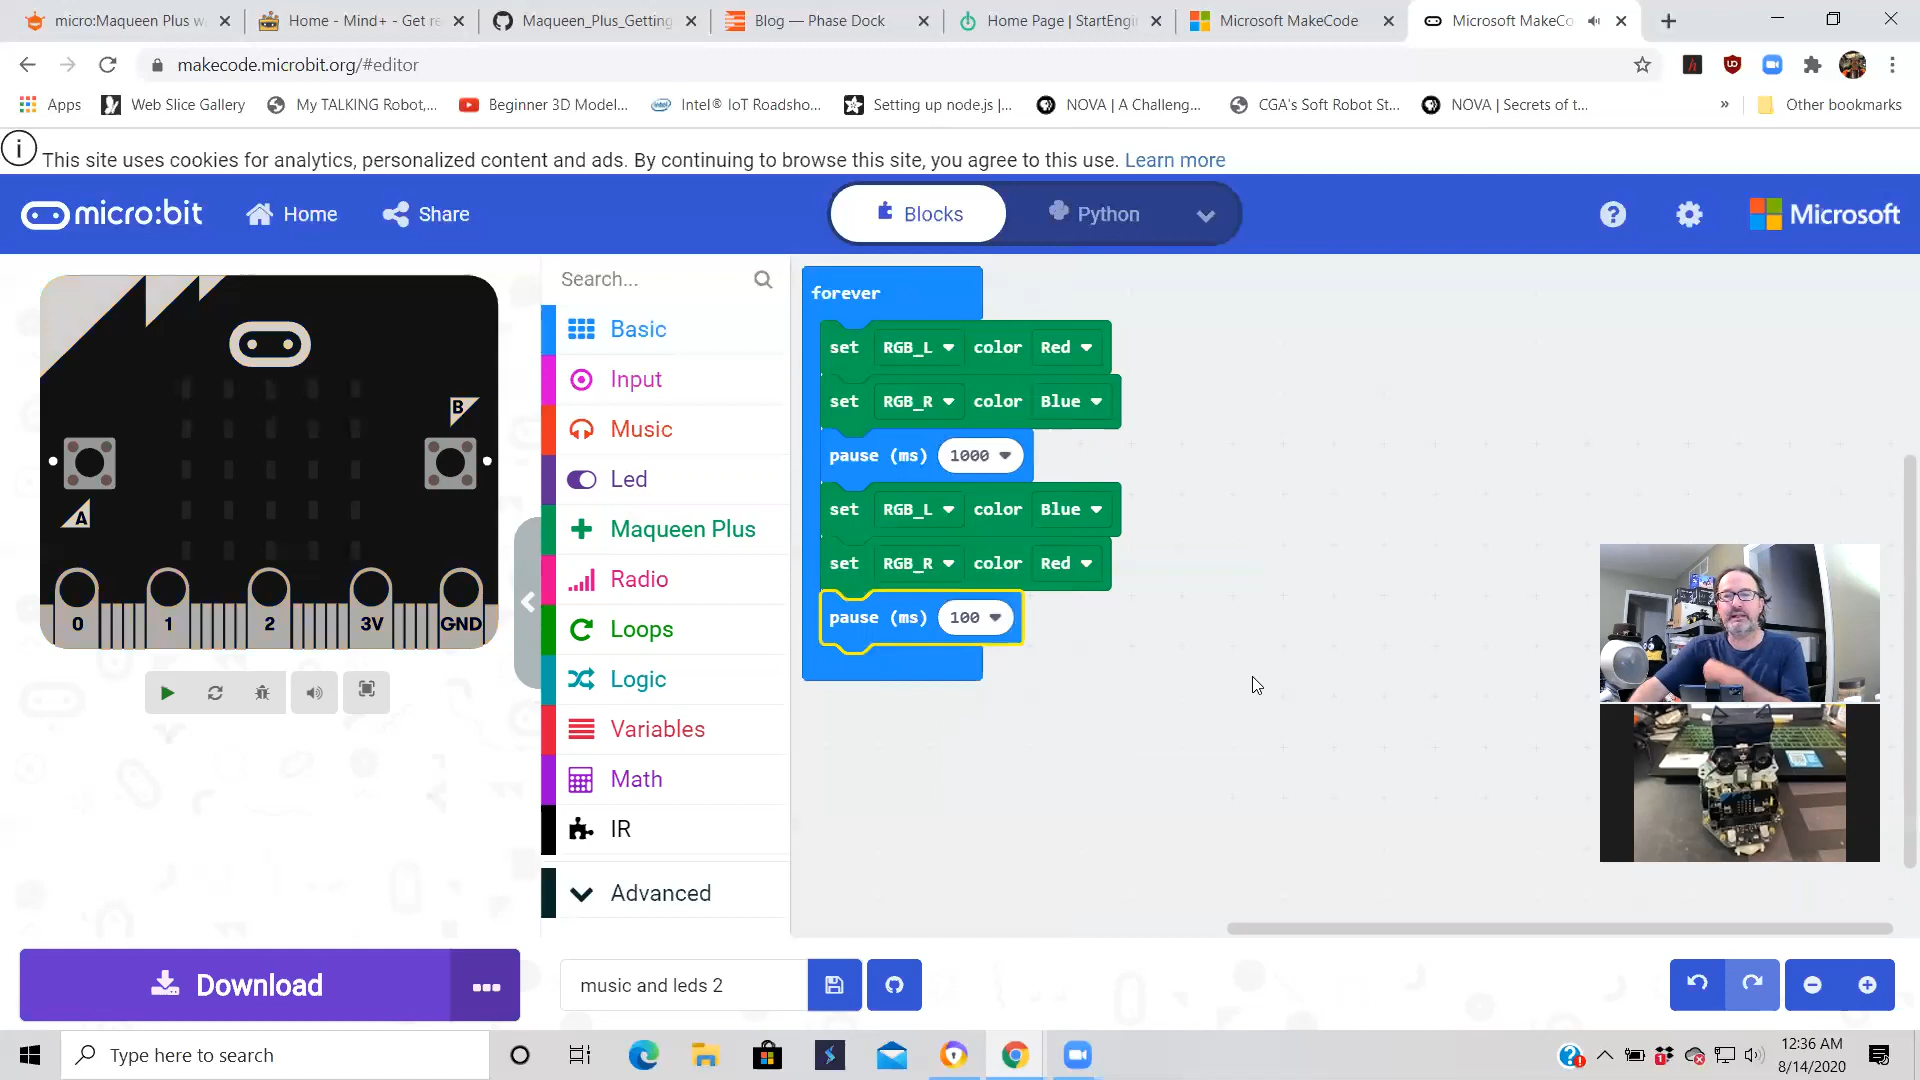 micro:Maqueen Plus w
Home - Mind+ - Get re
Maqueen_Plus_Getting
Blog — Phase Dock
Home Page | StartEngi
Microsoft MakeCode
Microsoft MakeCo
makecode.microbit.org/#editor
Apps
Web Slice Gallery
My TALKING Robot,...
Beginner 3D Model...
Intel® IoT Roadsho...
Setting up node.js |...
NOVA | A Challeng...
CGA's Soft Robot St...
NOVA | Secrets of t...
»
Other bookmarks
This site uses cookies for analytics, personalized content and ads. By continuing to browse this site, you agree to this use. Learn more
micro:bit
Home
Share
Blocks
Python
Microsoft
B
A
0
1
2
3V
GND
Search...
Basic
Input
Music
Led
Maqueen Plus
Radio
Loops
Logic
Variables
Math
IR
Advanced
forever
set RGB_L color Red
set RGB_R color Blue
pause (ms) 1000
set RGB_L color Blue
set RGB_R color Red
pause (ms) 100
Download
music and leds 2
Type here to search
12:36 AM
8/14/2020